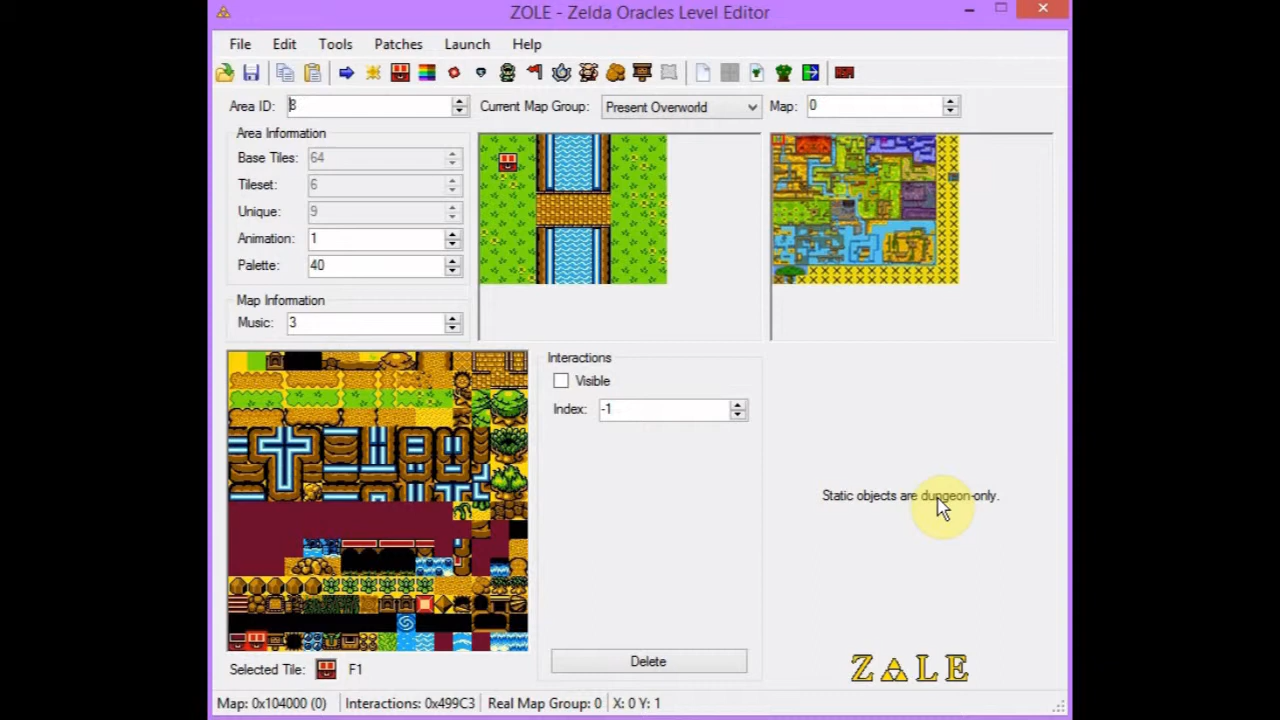 ZOLE - Zelda Oracles Level Editor
File Edit Tools Patches Launch Help
Area ID: 8 Current Map Group: Present Overworld Map: 0
Area Information
Base Tiles: 64
Tileset: 6
Unique: 9
Animation: 1
Palette: 40
Map Information
Music: 3
Interactions
Visible
Index: -1
Static objects are dungeon-only.
Delete
Selected Tile: F1
ZOLE
Map: 0x104000 (0) Interactions: 0x499C3 Real Map Group: 0 X: 0 Y: 1